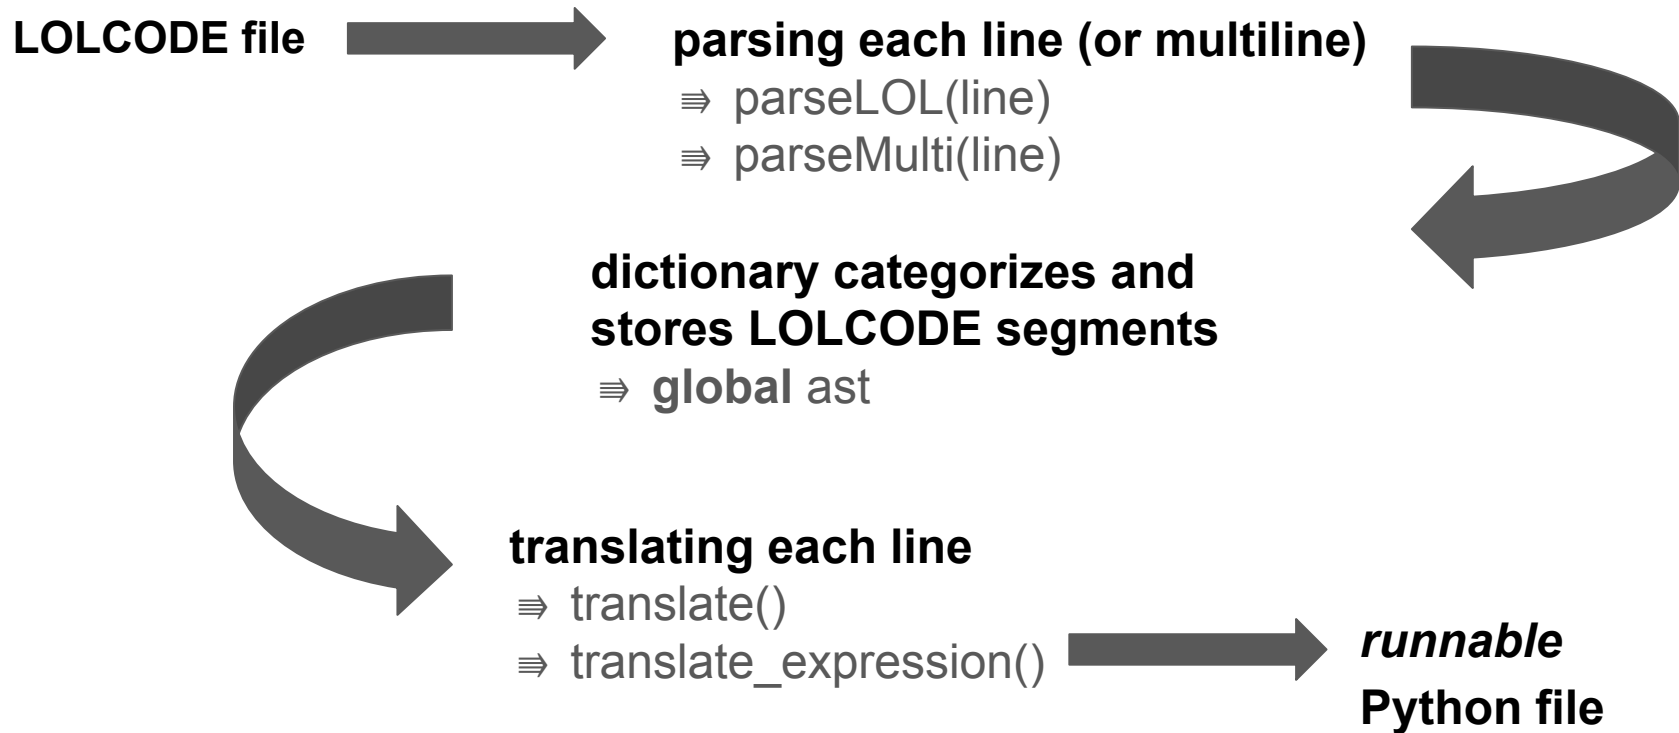 LOLCODE file
parsing each line (or multiline)
⇛ parseLOL(line)
⇛ parseMulti(line)
dictionary categorizes and
stores LOLCODE segments
⇛ global ast
translating each line
⇛ translate()
⇛ translate_expression()
runnable
Python file